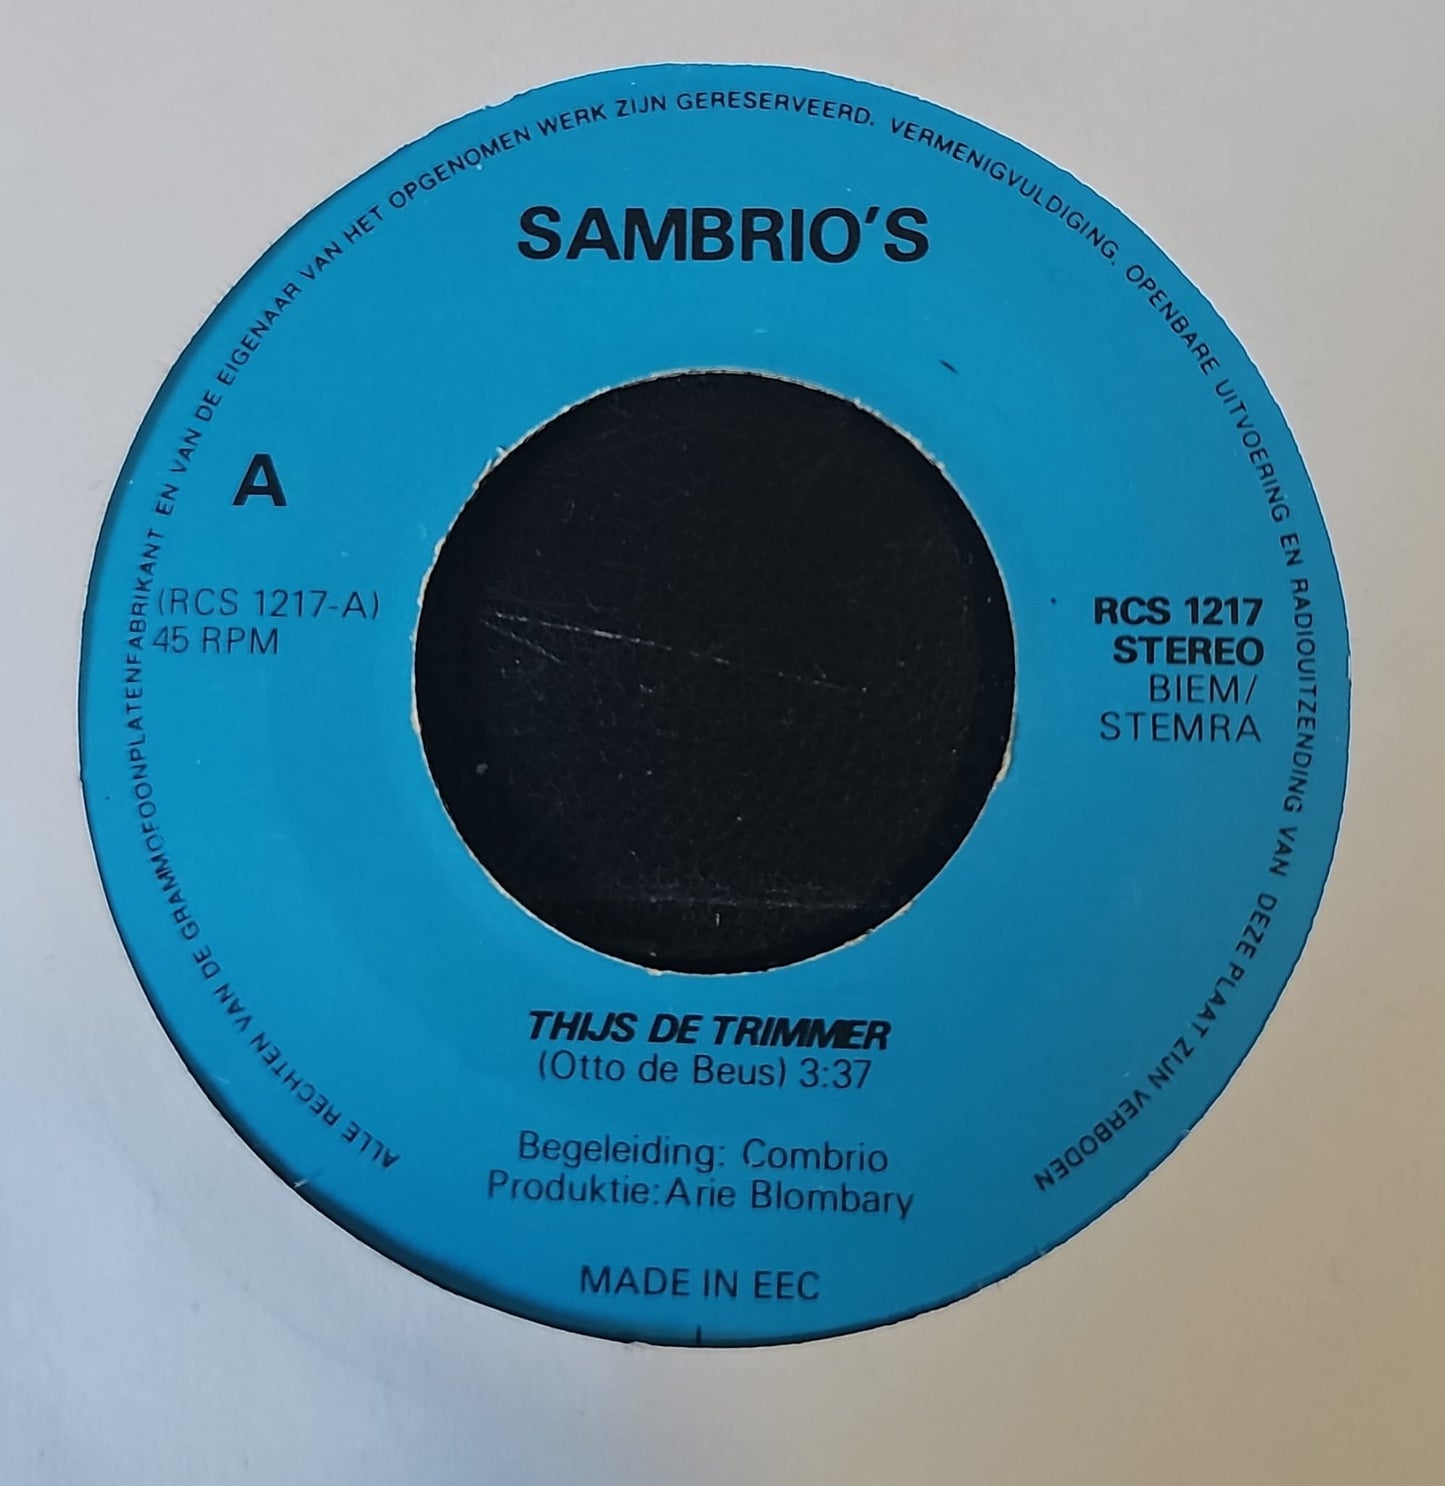 ALLE RECHTEN VAN DE GRAMMOFOONPLATENFABRIKANT EN VAN DE EIGENAAR VAN HET OPGENOMEN WERK ZIJN GERESERVEERD. VERMENIGVULDIGING. OPENBARE UITVOERING EN RADIOUITZENDING VAN DEZE PLAAT ZIJN VERBODEN
SAMBRIO'S
A
(RCS 1217-A)
45 RPM
RCS 1217
STEREO
BIEM/
STEMRA
THIJS DE TRIMMER
(Otto de Beus) 3:37
Begeleiding: Combrio
Produktie: Arie Blombary
MADE IN EEC